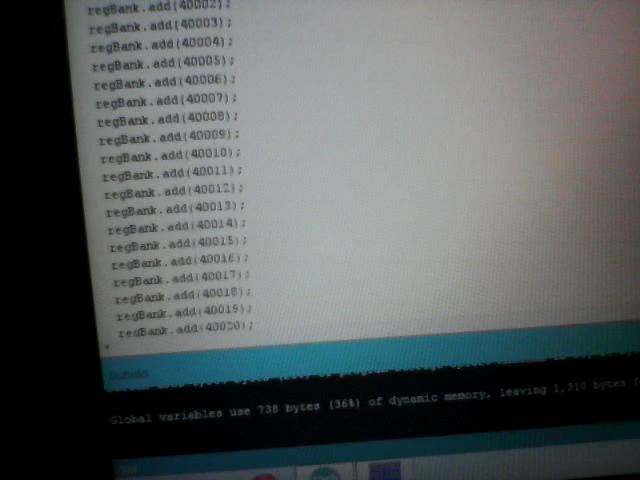 regBank.add(40002);
regBank.add(40003);
regBank.add(40004);
regBank.add(40005);
regBank.add(40006);
regBank.add(40007);
regBank.add(40008);
regBank.add(40009);
regBank.add(40010);
regBank.add(40011);
regBank.add(40012);
regBank.add(40013);
regBank.add(40014);
regBank.add(40015);
regBank.add(40016);
regBank.add(40017);
regBank.add(40018);
regBank.add(40019);
regBank.add(40020);
Global variables use 738 bytes (36%) of dynamic memory, leaving 1,310 bytes f